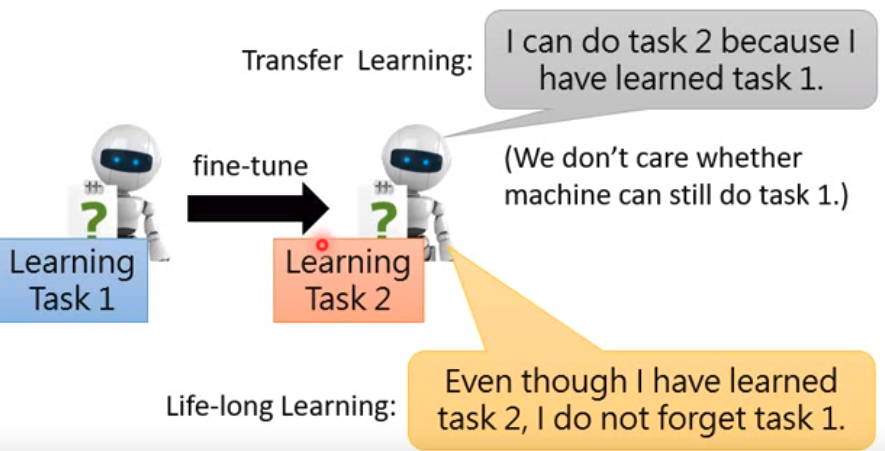 Transfer Learning:
I can do task 2 because I
have learned task 1.
fine-tune
(We don't care whether
machine can still do task 1.)
?
?
Learning
Task 1
Learning
Task 2
Life-long Learning:
Even though I have learned
task 2, I do not forget task 1.